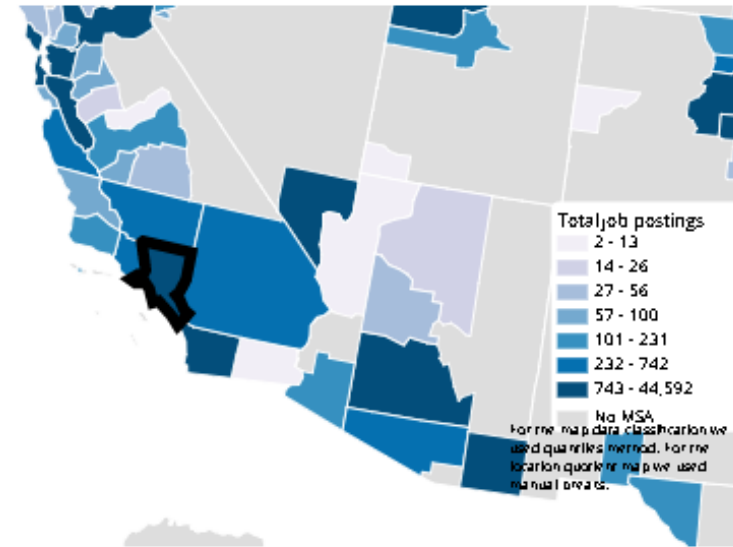 Total job postings
2 - 13
14 - 26
27 - 56
57 - 100
101 - 231
232 - 742
743 - 44,592
No MSA
For the map data classification we
used quantiles method. For the
location quotient map we used
manual breaks.